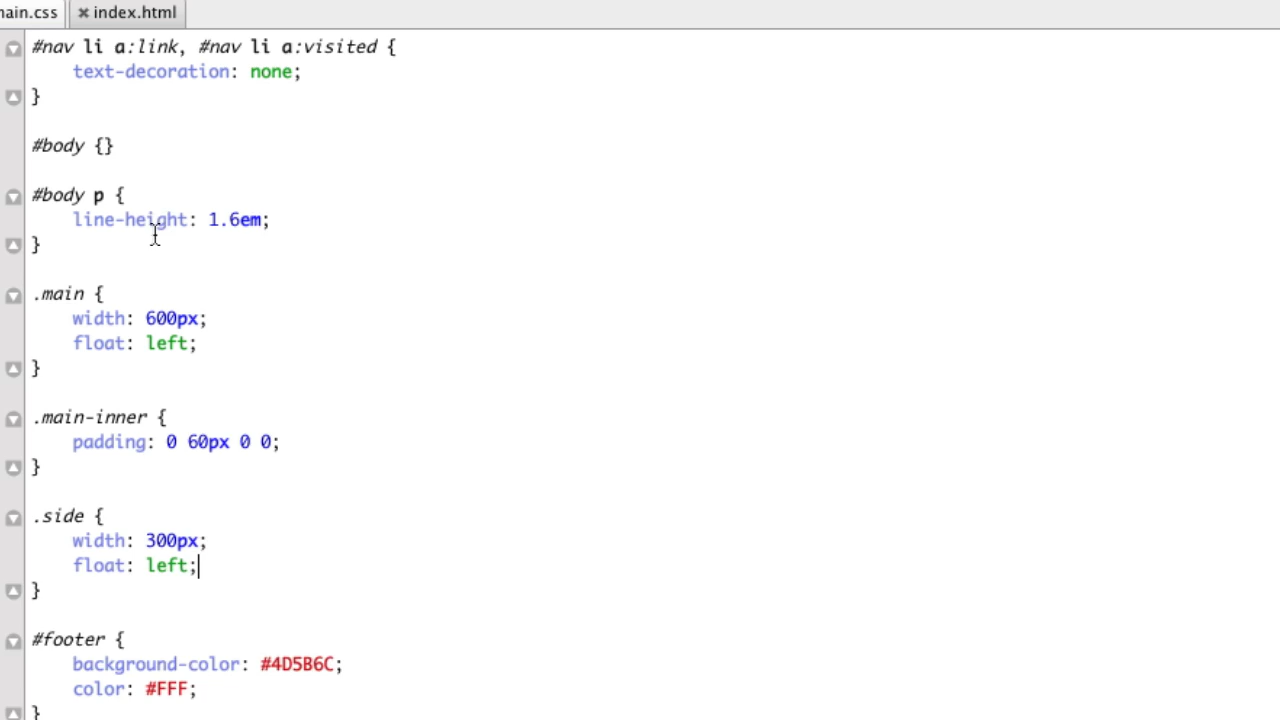 ain.css index.html
#nav li a:link, #nav li a:visited {
text-decoration: none;
}
#body {}
#body p {
line-height: 1.6em;
}
.main {
width: 600px;
float: left;
}
.main-inner {
padding: 0 60px 0 0;
}
.side {
width: 300px;
float: left;
}
#footer {
background-color: #4D5B6C;
color: #FFF;
}